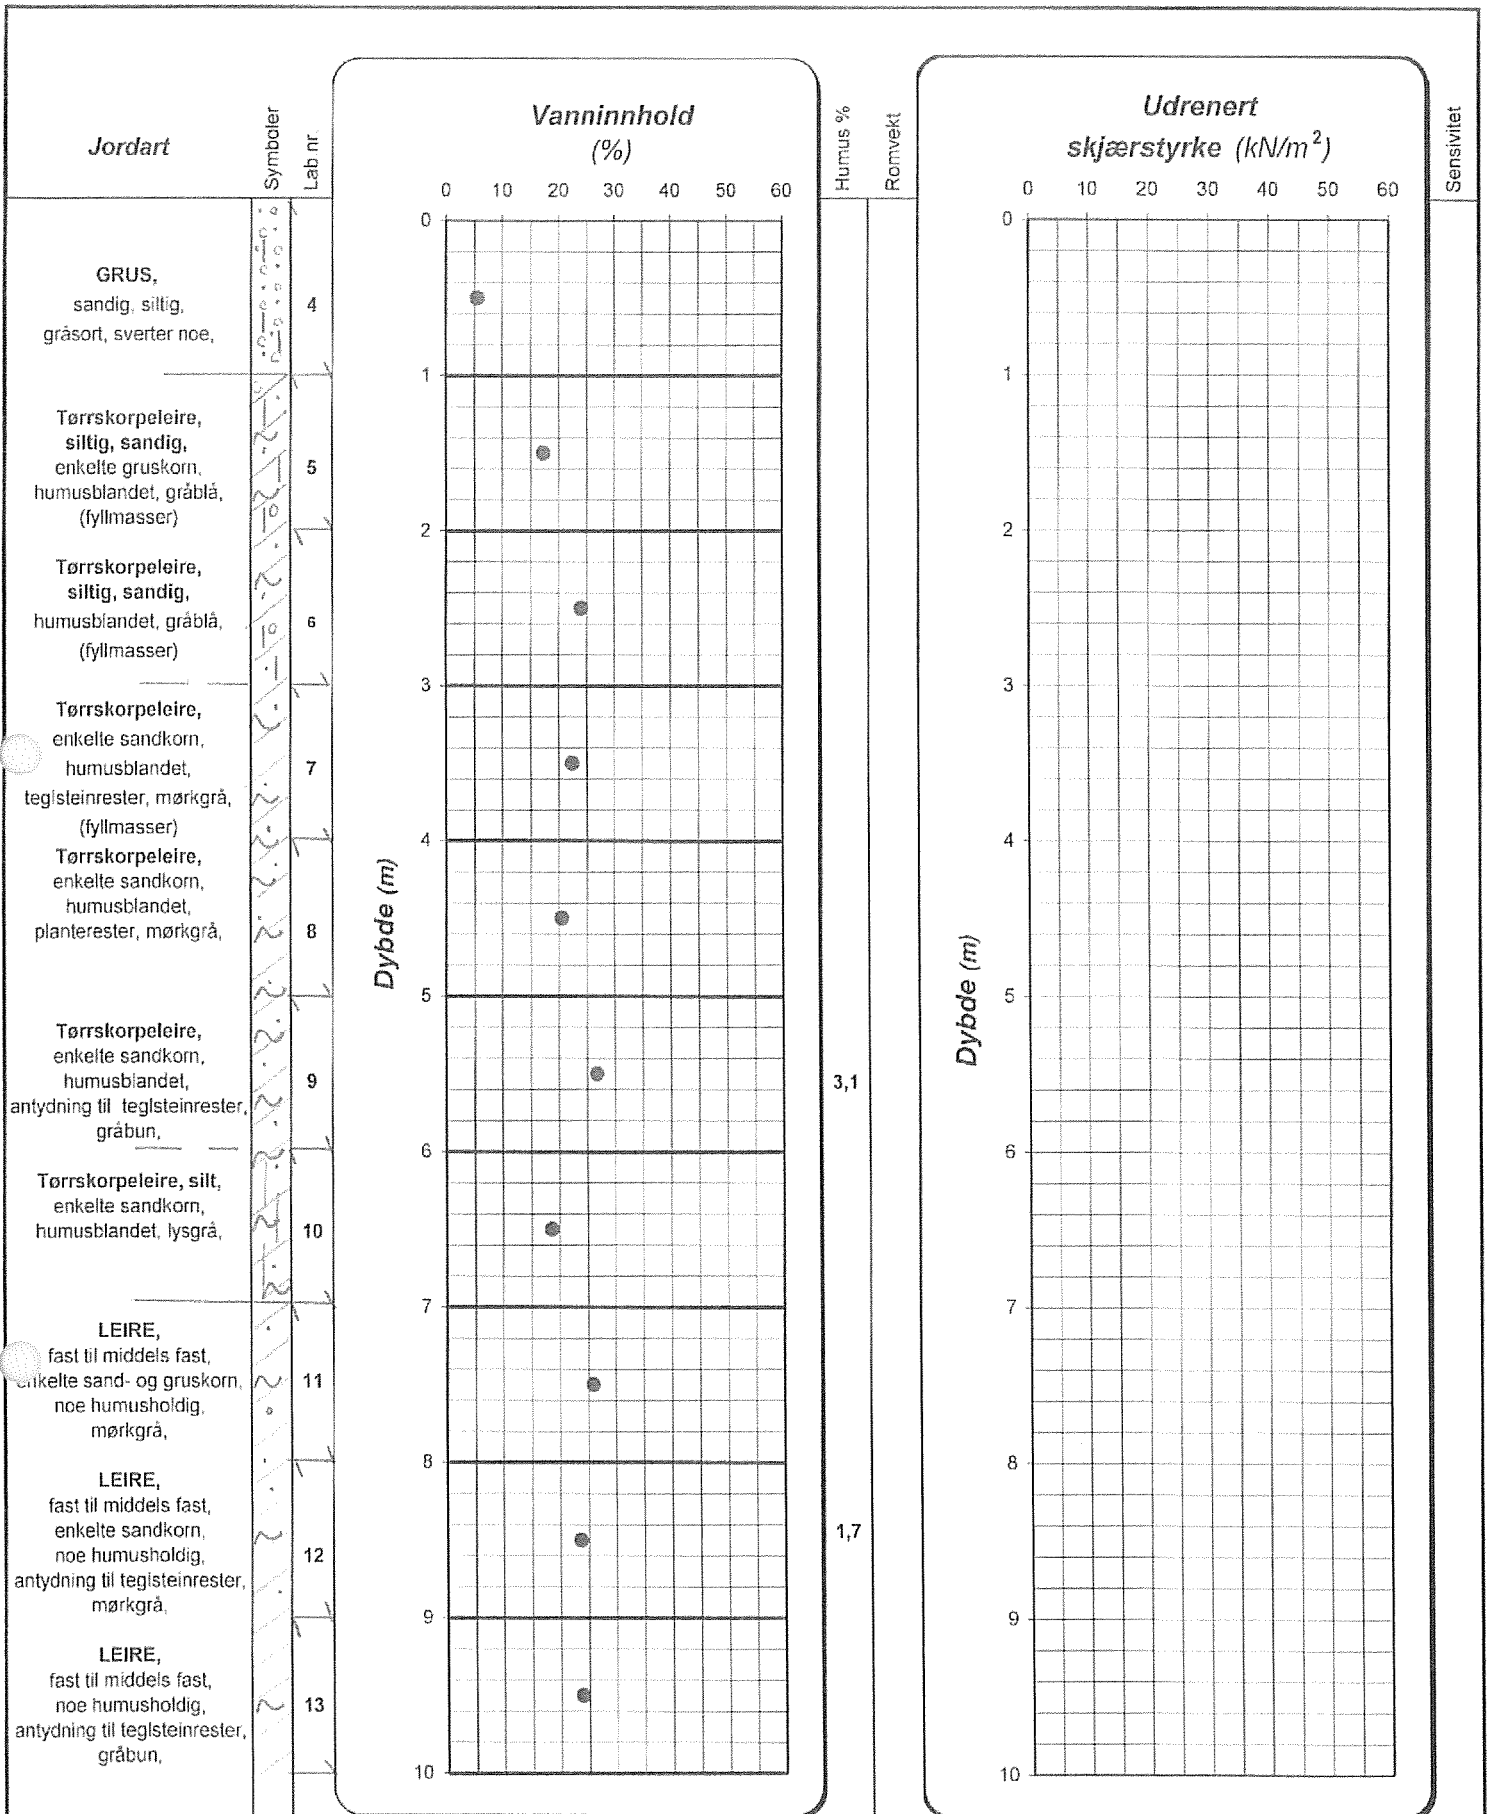 Jordart
Symboler
Lab nr.
Vanninnhold
(%)
0 10 20 30 40 50 60
Humus %
Romvekt
Udrenert
skjærstyrke (kN/m²)
0 10 20 30 40 50 60
Sensivitet
GRUS,
sandig, siltig,
gråsort, sverter noe,
4
Tørrskorpeleire,
siltig, sandig,
enkelte gruskorn,
humusblandet, gråblå,
(fyllmasser)
5
Tørrskorpeleire,
siltig, sandig,
humusblandet, gråblå,
(fyllmasser)
6
Tørrskorpeleire,
enkelte sandkorn,
humusblandet,
teglsteinrester, mørkgrå,
(fyllmasser)
7
Tørrskorpeleire,
enkelte sandkorn,
humusblandet,
planterester, mørkgrå,
8
Tørrskorpeleire,
enkelte sandkorn,
humusblandet,
antydning til teglsteinrester,
gråbun,
9
Tørrskorpeleire, silt,
enkelte sandkorn,
humusblandet, lysgrå,
10
LEIRE,
fast til middels fast,
enkelte sand- og gruskorn,
noe humusholdig,
mørkgrå,
11
LEIRE,
fast til middels fast,
enkelte sandkorn,
noe humusholdig,
antydning til teglsteinrester,
mørkgrå,
12
LEIRE,
fast til middels fast,
noe humusholdig,
antydning til teglsteinrester,
gråbun,
13
Dybde (m)
0
1
2
3
4
5
6
7
8
9
10
3,1
1,7
Dybde (m)
0
1
2
3
4
5
6
7
8
9
10